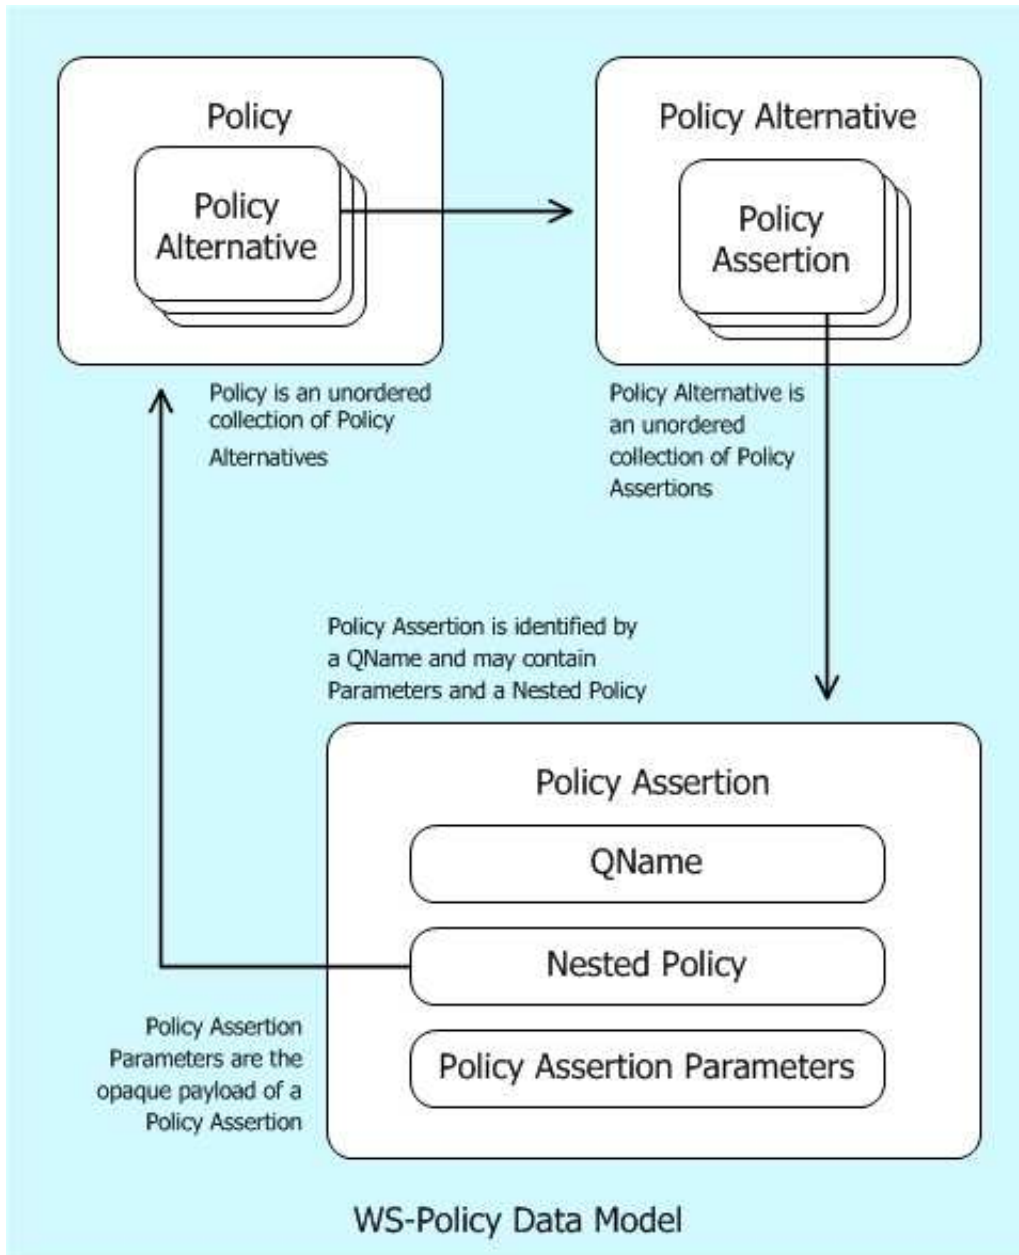 Policy
Policy
Alternative
Policy is an unordered
collection of Policy
Alternatives
Policy Alternative
Policy
Assertion
Policy Alternative is
an unordered
collection of Policy
Assertions
Policy Assertion is identified by
a QName and may contain
Parameters and a Nested Policy
Policy Assertion
QName
Nested Policy
Policy Assertion Parameters
Policy Assertion
Parameters are the
opaque payload of a
Policy Assertion
WS-Policy Data Model